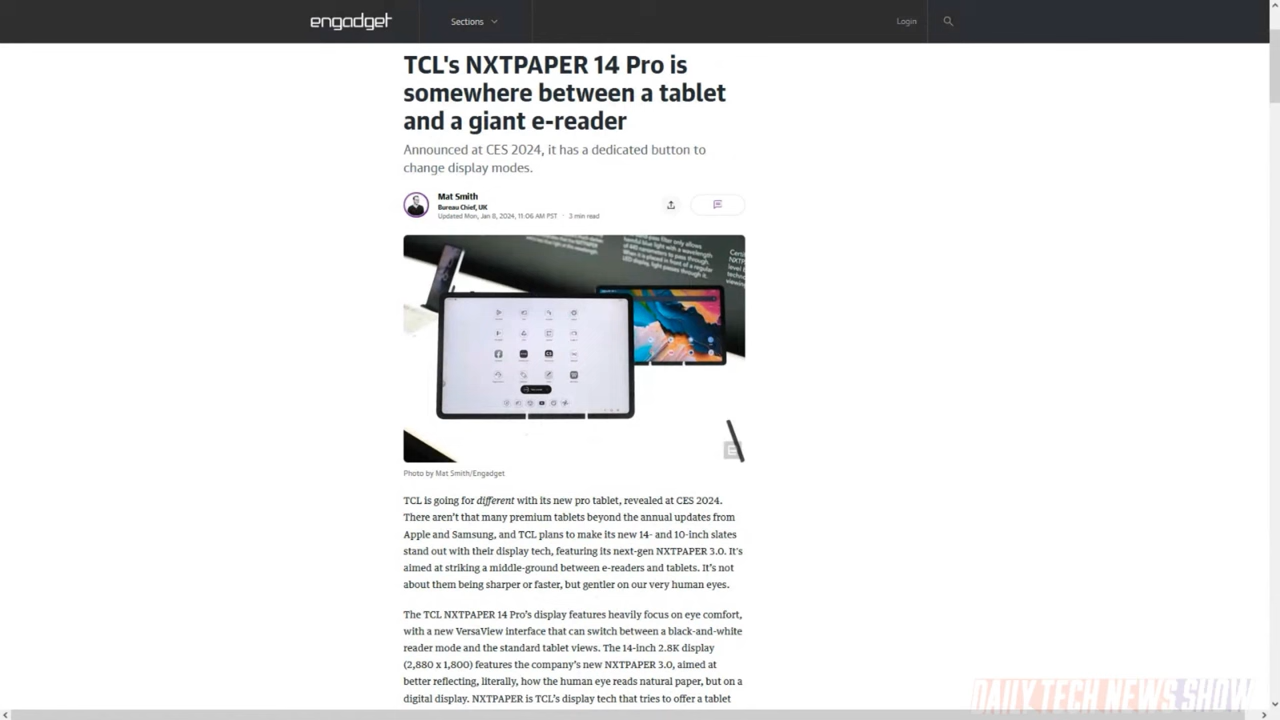 engadget
Sections
Login
TCL's NXTPAPER 14 Pro is
somewhere between a tablet
and a giant e-reader
Announced at CES 2024, it has a dedicated button to
change display modes.
Mat Smith
Bureau Chief, UK
Updated Mon, Jan 8, 2024, 11:06 AM PST · 3 min read
Photo by Mat Smith/Engadget
TCL is going for different with its new pro tablet, revealed at CES 2024.
There aren't that many premium tablets beyond the annual updates from
Apple and Samsung, and TCL plans to make its new 14- and 10-inch slates
stand out with their display tech, featuring its next-gen NXTPAPER 3.0. It's
aimed at striking a middle-ground between e-readers and tablets. It's not
about them being sharper or faster, but gentler on our very human eyes.
The TCL NXTPAPER 14 Pro's display features heavily focus on eye comfort,
with a new VersaView interface that can switch between a black-and-white
reader mode and the standard tablet views. The 14-inch 2.8K display
(2,880 x 1,800) features the company's new NXTPAPER 3.0, aimed at
better reflecting, literally, how the human eye reads natural paper, but on a
digital display. NXTPAPER is TCL's display tech that tries to offer a tablet
DAILY TECH NEWS SHOW